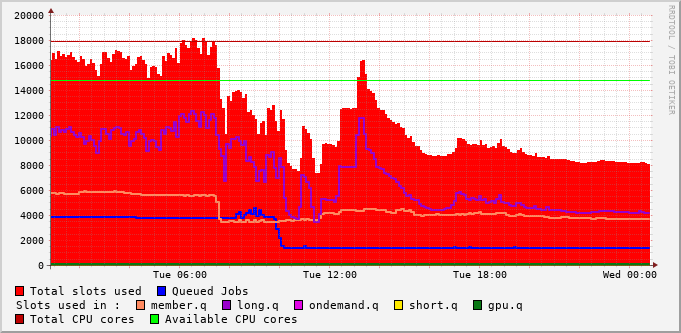 20000
18000
16000
14000
12000
10000
8000
6000
4000
2000
0
Tue 06:00 Tue 12:00 Tue 18:00 Wed 00:00
Total slots used Queued Jobs
Slots used in : member.q long.q ondemand.q short.q gpu.q
Total CPU cores Available CPU cores
RRDTOOL / TOBI OETIKER